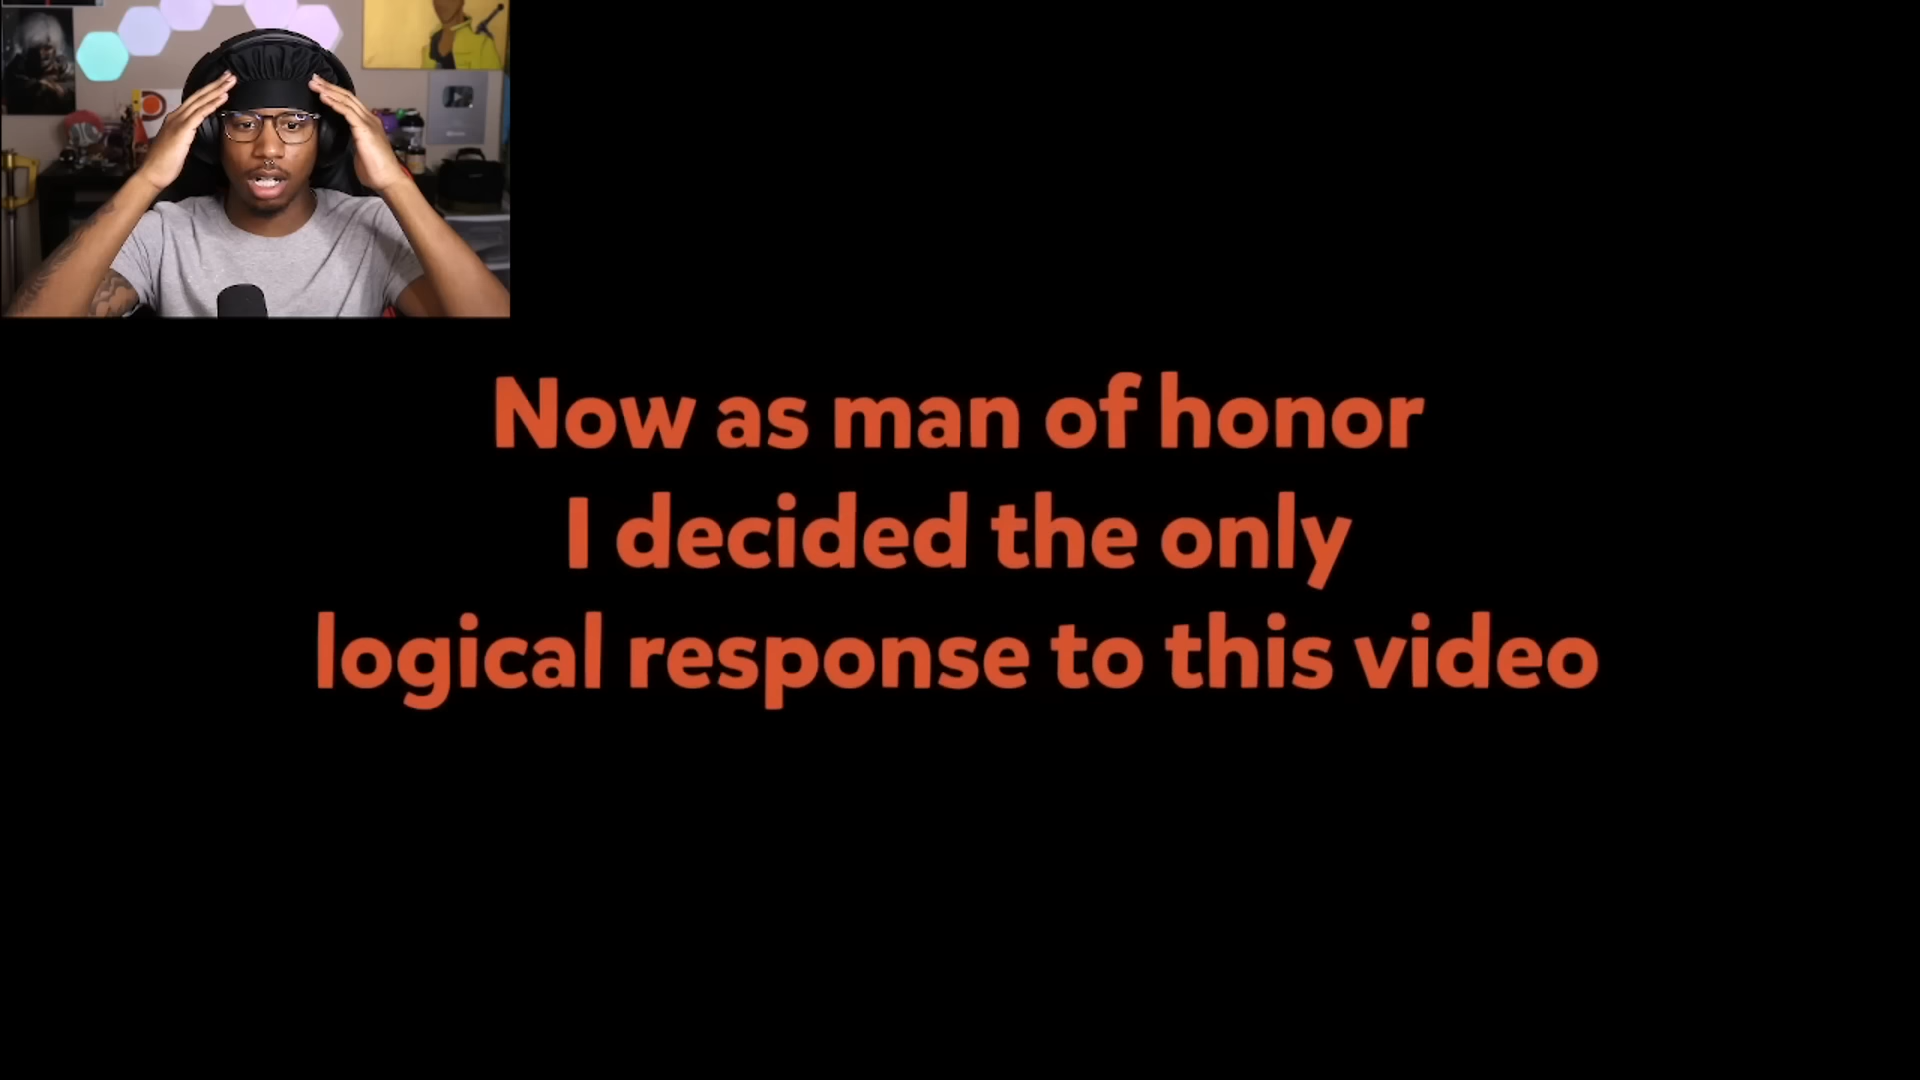 Now as man of honor
I decided the only
logical response to this video